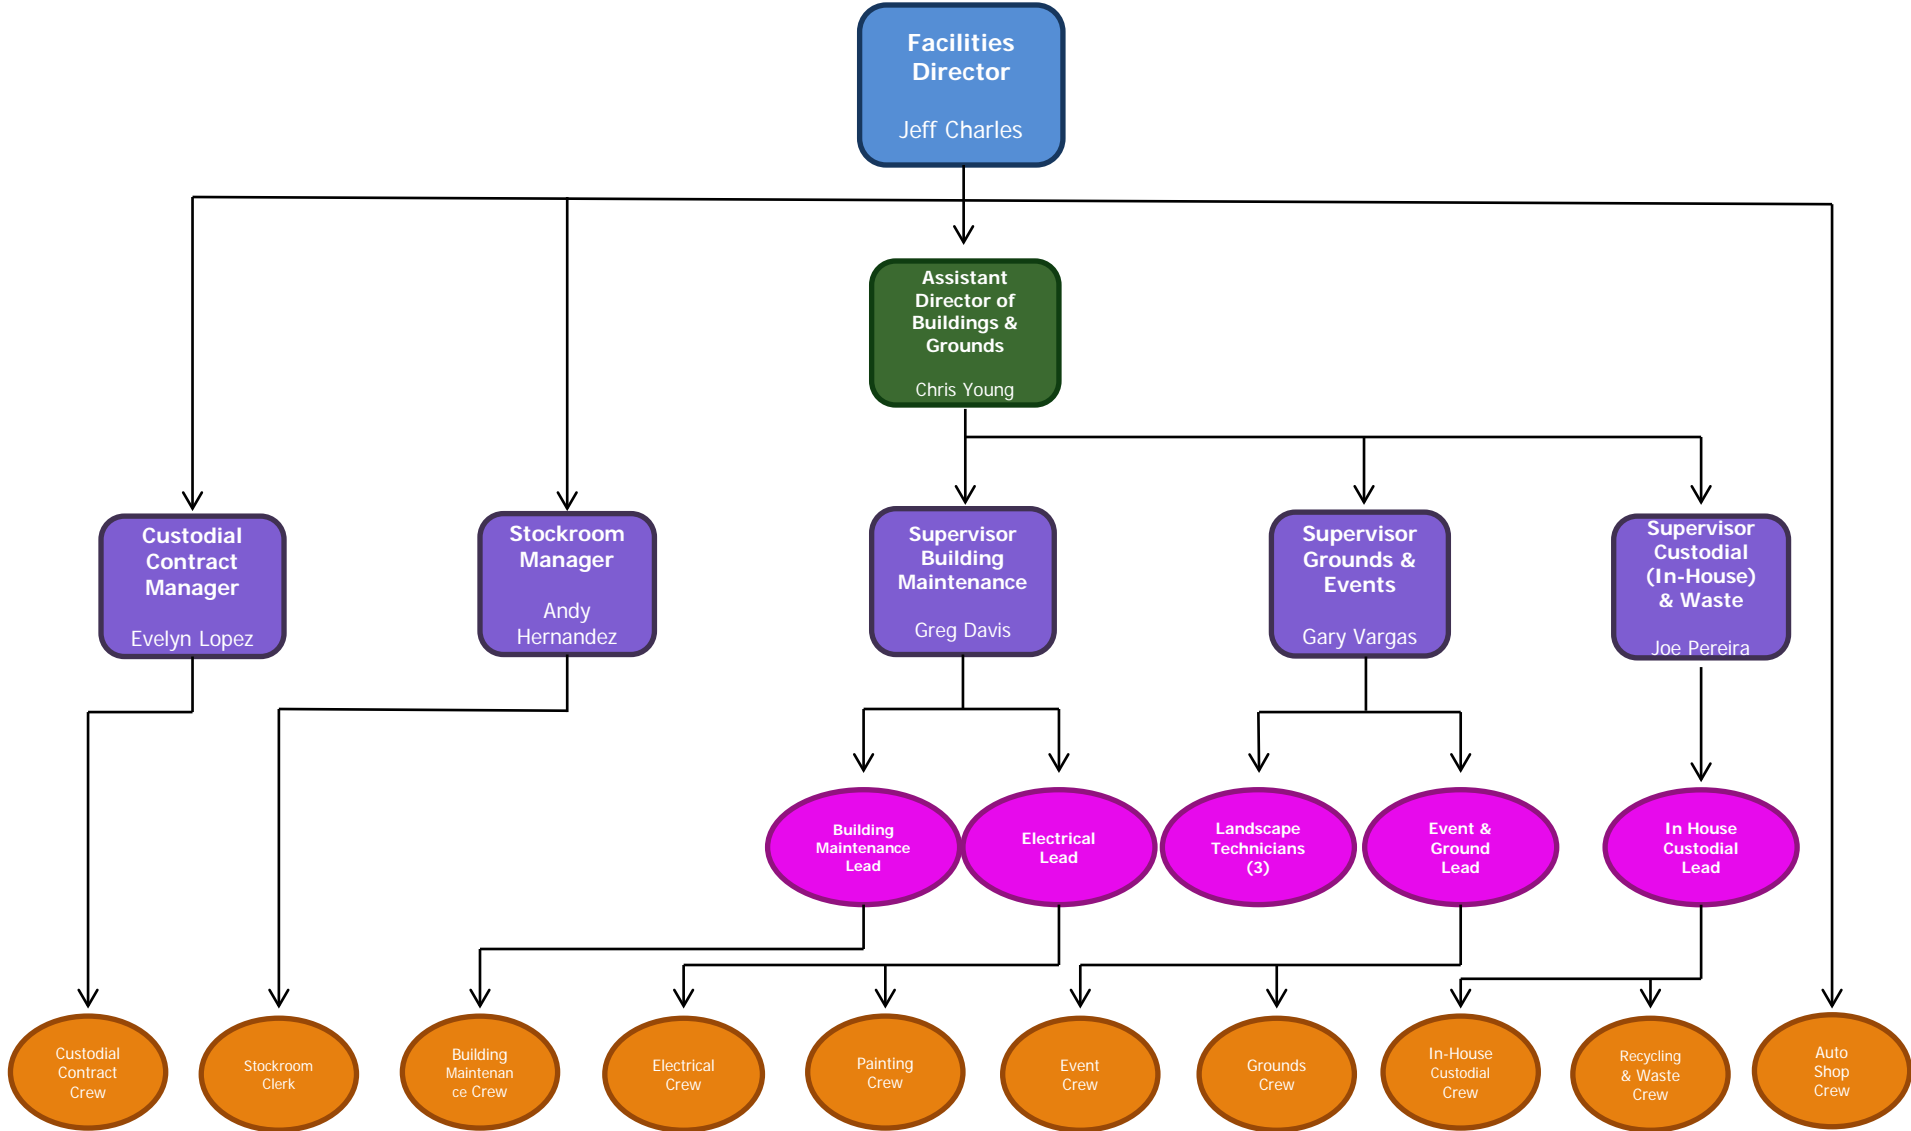 Facilities
Director
Jeff Charles
Assistant
Director of
Buildings &
Grounds
Chris Young
Custodial
Contract
Manager
Evelyn Lopez
Stockroom
Manager
Andy
Hernandez
Supervisor
Building
Maintenance
Greg Davis
Supervisor
Grounds &
Events
Gary Vargas
Supervisor
Custodial
(In-House)
& Waste
Joe Pereira
Building
Maintenance
Lead
Electrical
Lead
Landscape
Technicians
(3)
Event &
Ground
Lead
In House
Custodial
Lead
Custodial
Contract
Crew
Stockroom
Clerk
Building
Maintenan
ce Crew
Electrical
Crew
Painting
Crew
Event
Crew
Grounds
Crew
In-House
Custodial
Crew
Recycling
& Waste
Crew
Auto
Shop
Crew